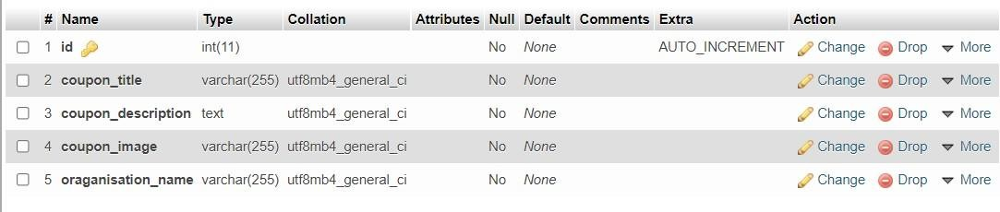 # Name Type Collation Attributes Null Default Comments Extra Action
1 id int(11) No None AUTO_INCREMENT Change Drop More
2 coupon_title varchar(255) utf8mb4_general_ci No None Change Drop More
3 coupon_description text utf8mb4_general_ci No None Change Drop More
4 coupon_image varchar(255) utf8mb4_general_ci No None Change Drop More
5 oraganisation_name varchar(255) utf8mb4_general_ci No None Change Drop More